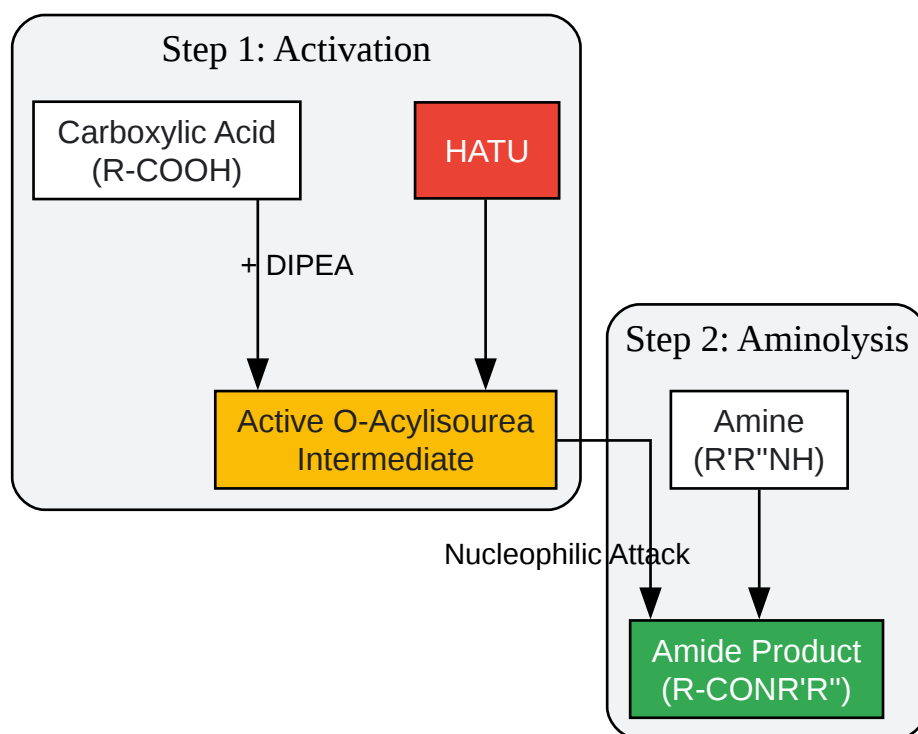 Step 1: Activation
Carboxylic Acid
(R-COOH)
HATU
+ DIPEA
Active O-Acylisourea
Intermediate
Step 2: Aminolysis
Amine
(R'R''NH)
Nucleophilic Attack
Amide Product
(R-CONR'R'')